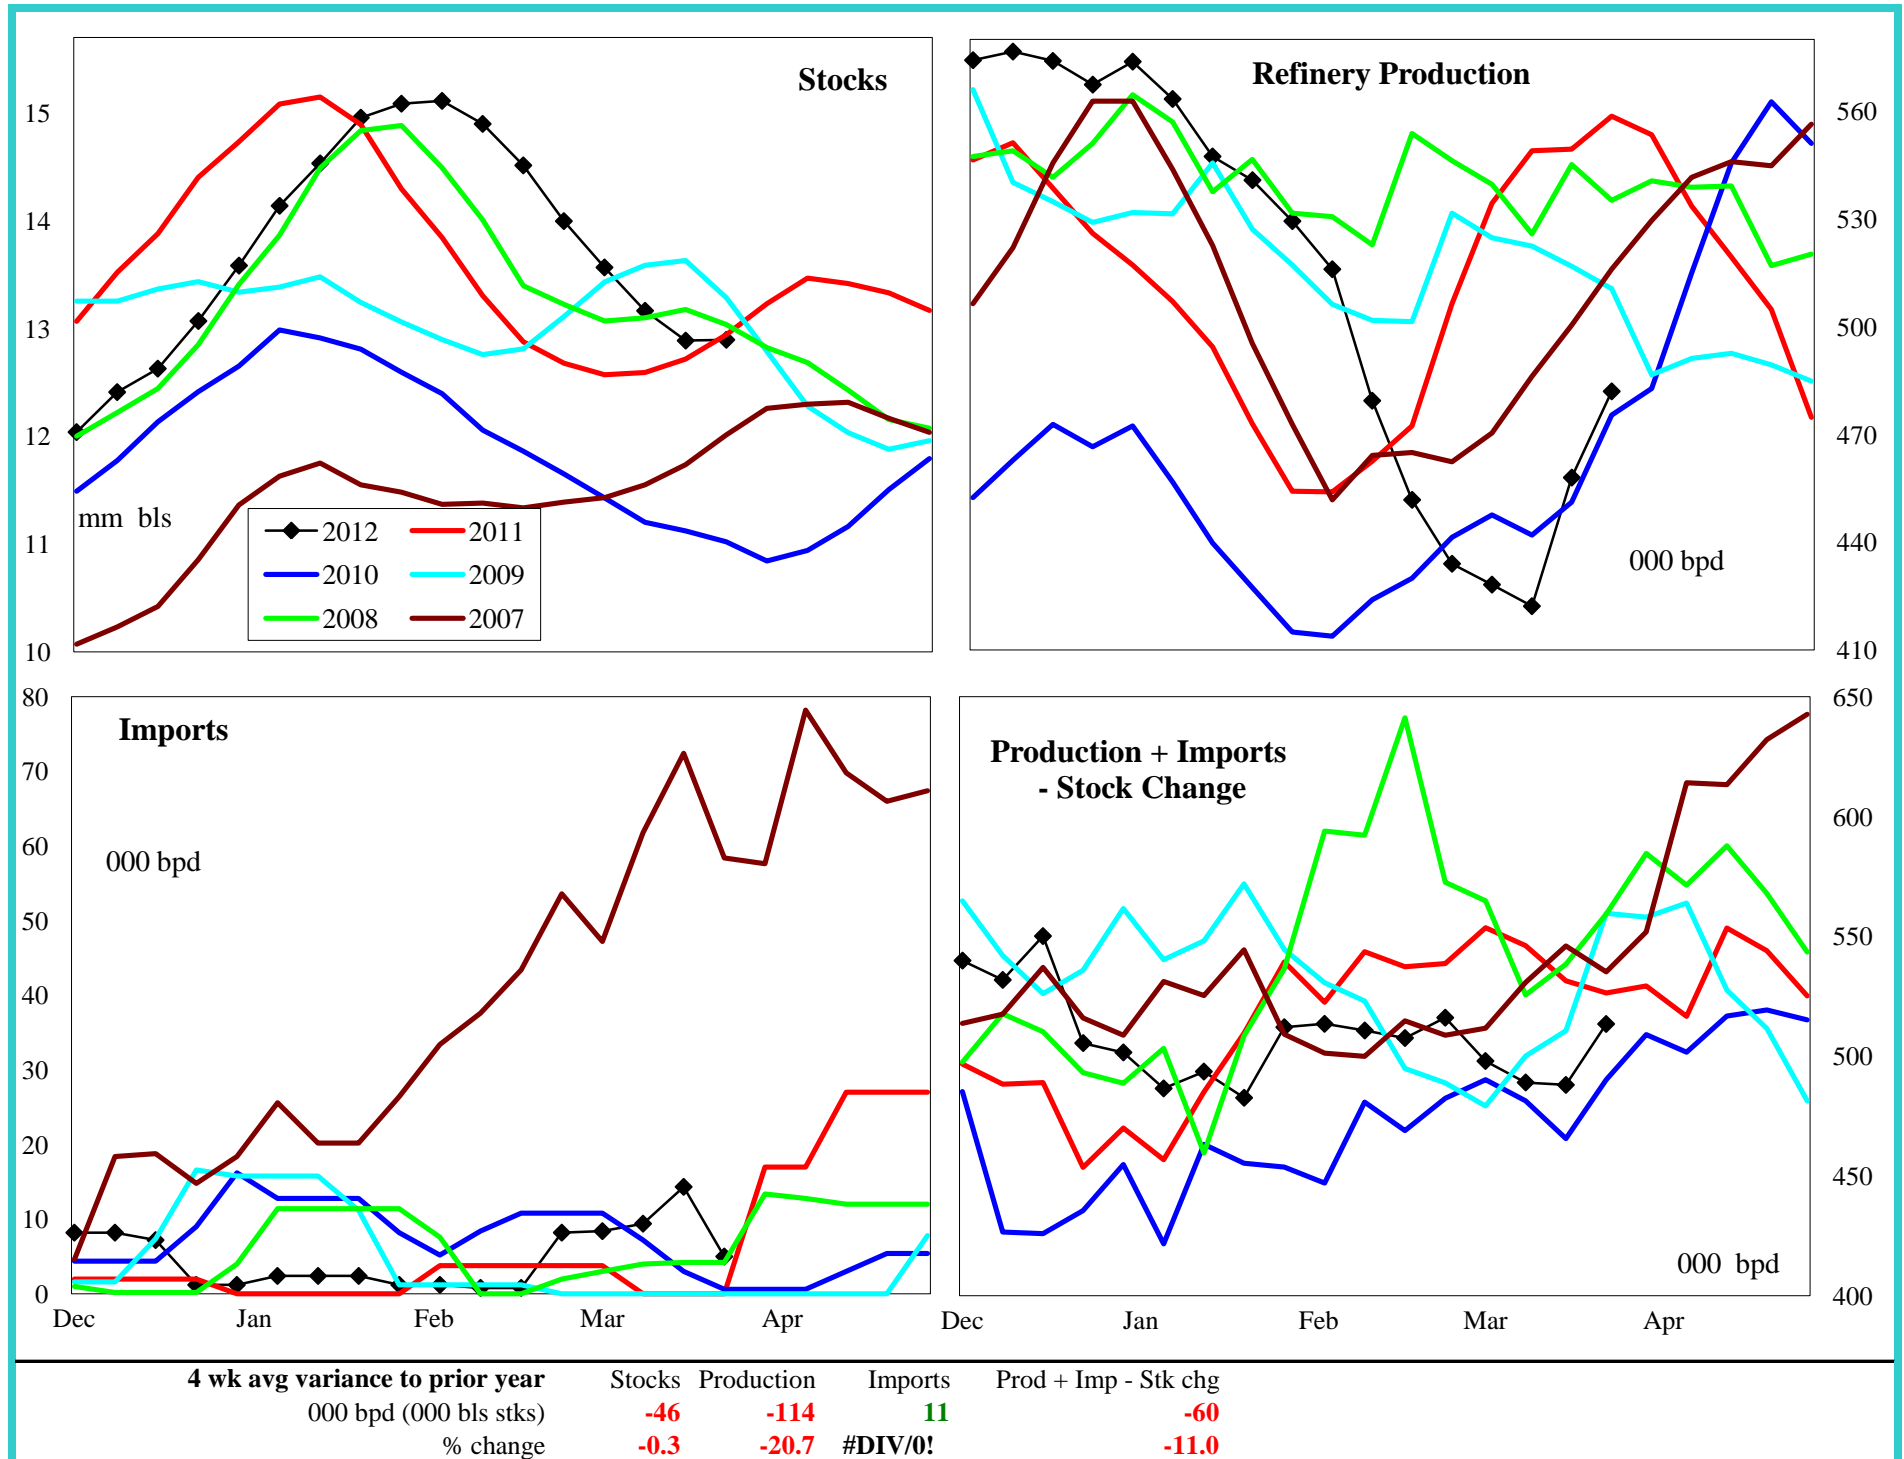 Stocks
15
14
13
12
11
10
mm bls
2012 2011
2010 2009
2008 2007
Refinery Production
560
530
500
470
440
410
000 bpd
Imports
80
70
60
50
40
30
20
10
0
000 bpd
Dec Jan Feb Mar Apr
Production + Imports
- Stock Change
650
600
550
500
450
400
000 bpd
Dec Jan Feb Mar Apr
4 wk avg variance to prior year Stocks Production Imports Prod + Imp - Stk chg
000 bpd (000 bls stks) -46 -114 11 -60
% change -0.3 -20.7 #DIV/0! -11.0